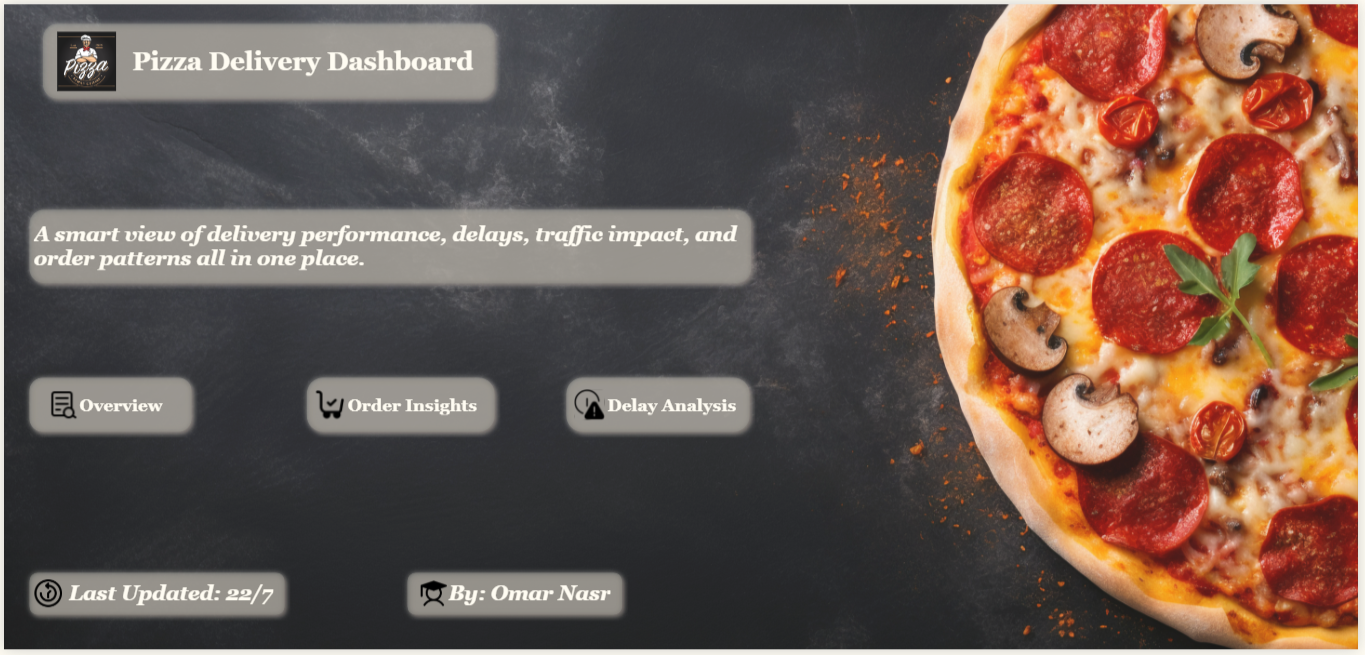 Pizza
Pizza Delivery Dashboard
A smart view of delivery performance, delays, traffic impact, and
order patterns all in one place.
Overview
Order Insights
Delay Analysis
Last Updated: 22/7
By: Omar Nasr